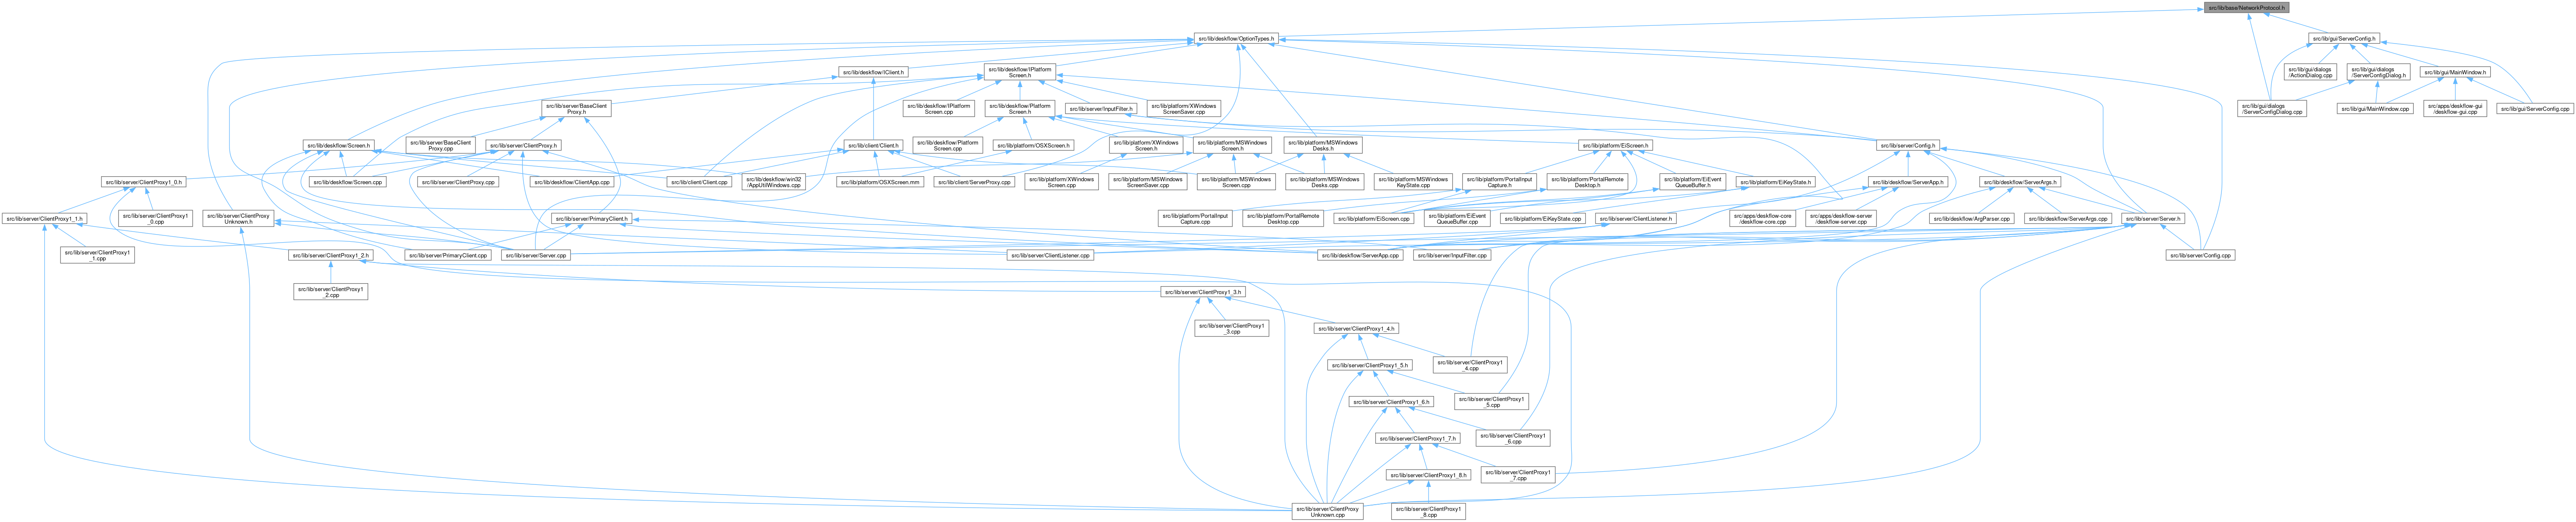 src/lib/base/NetworkProtocol.h
src/lib/deskflow/OptionTypes.h
src/lib/gui/ServerConfig.h
src/lib/deskflow/IClient.h
src/lib/deskflow/IPlatform
Screen.h
src/lib/gui/dialogs
/ActionDialog.cpp
src/lib/gui/dialogs
/ServerConfigDialog.h
src/lib/gui/MainWindow.h
src/lib/server/BaseClient
Proxy.h
src/lib/deskflow/IPlatform
Screen.cpp
src/lib/deskflow/Platform
Screen.h
src/lib/server/InputFilter.h
src/lib/platform/XWindows
ScreenSaver.cpp
src/lib/gui/dialogs
/ServerConfigDialog.cpp
src/lib/gui/MainWindow.cpp
src/apps/deskflow-gui
/deskflow-gui.cpp
src/lib/gui/ServerConfig.cpp
src/lib/deskflow/Screen.h
src/lib/server/BaseClient
Proxy.cpp
src/lib/server/ClientProxy.h
src/lib/client/Client.h
src/lib/deskflow/Platform
Screen.cpp
src/lib/platform/OSXScreen.h
src/lib/platform/XWindows
Screen.h
src/lib/platform/MSWindows
Screen.h
src/lib/platform/MSWindows
Desks.h
src/lib/platform/EiScreen.h
src/lib/server/Config.h
src/lib/server/ClientProxy1_0.h
src/lib/deskflow/Screen.cpp
src/lib/server/ClientProxy.cpp
src/lib/deskflow/ClientApp.cpp
src/lib/client/Client.cpp
src/lib/deskflow/win32
/AppUtilWindows.cpp
src/lib/platform/OSXScreen.mm
src/lib/client/ServerProxy.cpp
src/lib/platform/XWindows
Screen.cpp
src/lib/platform/MSWindows
ScreenSaver.cpp
src/lib/platform/MSWindows
Screen.cpp
src/lib/platform/MSWindows
Desks.cpp
src/lib/platform/MSWindows
KeyState.cpp
src/lib/platform/PortalInput
Capture.h
src/lib/platform/PortalRemote
Desktop.h
src/lib/platform/EiEvent
QueueBuffer.h
src/lib/platform/EiKeyState.h
src/lib/deskflow/ServerApp.h
src/lib/deskflow/ServerArgs.h
src/lib/server/ClientProxy1_1.h
src/lib/server/ClientProxy1
_0.cpp
src/lib/server/ClientProxy
Unknown.h
src/lib/server/PrimaryClient.h
src/lib/platform/PortalInput
Capture.cpp
src/lib/platform/PortalRemote
Desktop.cpp
src/lib/platform/EiScreen.cpp
src/lib/platform/EiEvent
QueueBuffer.cpp
src/lib/platform/EiKeyState.cpp
src/lib/server/ClientListener.h
src/apps/deskflow-core
/deskflow-core.cpp
src/apps/deskflow-server
/deskflow-server.cpp
src/lib/deskflow/ArgParser.cpp
src/lib/deskflow/ServerArgs.cpp
src/lib/server/Server.h
src/lib/server/ClientProxy1
_1.cpp
src/lib/server/ClientProxy1_2.h
src/lib/server/PrimaryClient.cpp
src/lib/server/Server.cpp
src/lib/server/ClientListener.cpp
src/lib/deskflow/ServerApp.cpp
src/lib/server/InputFilter.cpp
src/lib/server/Config.cpp
src/lib/server/ClientProxy1
_2.cpp
src/lib/server/ClientProxy1_3.h
src/lib/server/ClientProxy1
_3.cpp
src/lib/server/ClientProxy1_4.h
src/lib/server/ClientProxy1
_4.cpp
src/lib/server/ClientProxy1_5.h
src/lib/server/ClientProxy1
_5.cpp
src/lib/server/ClientProxy1_6.h
src/lib/server/ClientProxy1
_6.cpp
src/lib/server/ClientProxy1_7.h
src/lib/server/ClientProxy1
_7.cpp
src/lib/server/ClientProxy1_8.h
src/lib/server/ClientProxy
Unknown.cpp
src/lib/server/ClientProxy1
_8.cpp